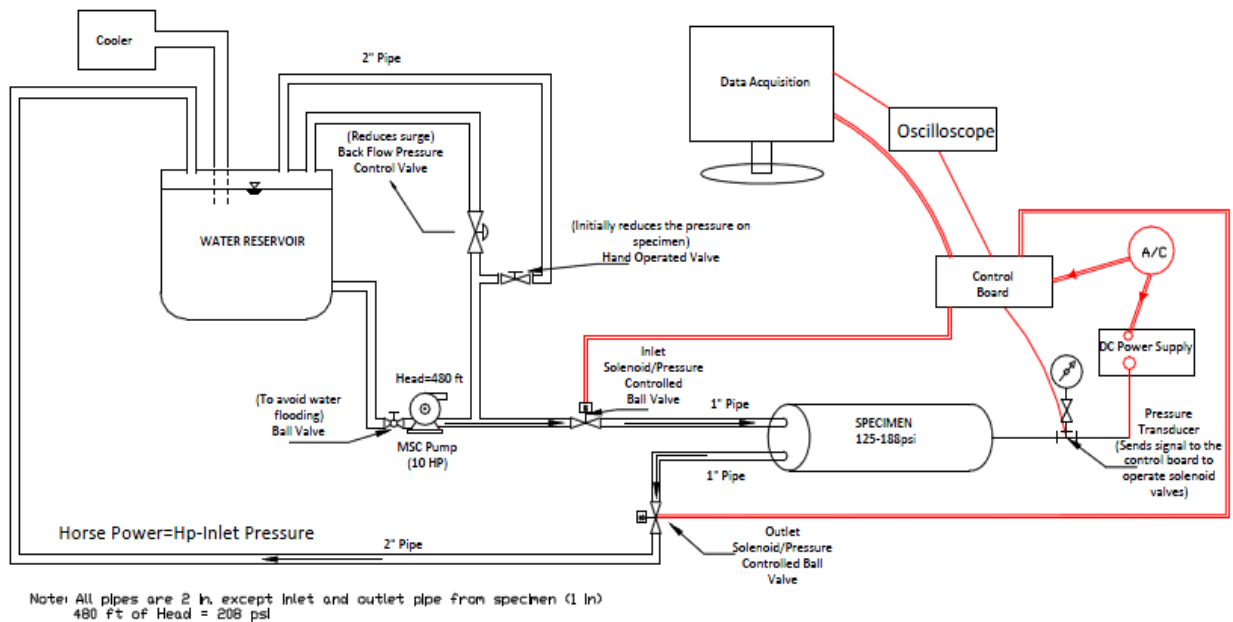 Cooler
2" Pipe
Data Acquisition
Oscilloscope
(Reduces surge)
Back Flow Pressure
Control Valve
WATER RESERVOIR
(Initially reduces the pressure on
specimen)
Hand Operated Valve
A/C
Control
Board
DC Power Supply
Inlet
Solenoid/Pressure
Controlled
Ball Valve
Head=480 ft
(To avoid water
flooding)
Ball Valve
MSC Pump
(10 HP)
1" Pipe
SPECIMEN
125-188psi
Pressure
Transducer
(Sends signal to the
control board to
operate solenoid
valves)
1" Pipe
Horse Power=Hp-Inlet Pressure
2" Pipe
Outlet
Solenoid/Pressure
Controlled Ball
Valve
Note: All pipes are 2 in. except inlet and outlet pipe from specimen (1 in)
480 ft of Head = 208 psi